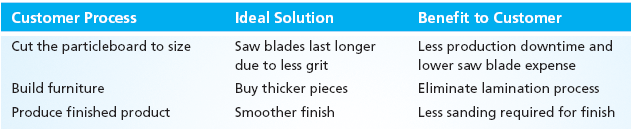 Customer Process Ideal Solution Benefit to Customer
Cut the particleboard to size Saw blades last longer Less production downtime and
due to less grit lower saw blade expense
Build furniture Buy thicker pieces Eliminate lamination process
Produce finished product Smoother finish Less sanding required for finish